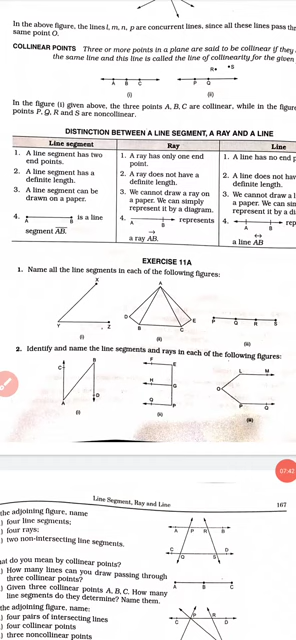 In the above figure, the lines l, m, n, p are concurrent lines, since all these lines pass thr
same point O.
COLLINEAR POINTS Three or more points in a plane are said to be collinear if they
the same line and this line is called the line of collinearity for the given
R• •S
A B C P Q
(i) (ii)
In the figure (i) given above, the three points A, B, C are collinear, while in the figure
points P, Q, R and S are noncollinear.
DISTINCTION BETWEEN A LINE SEGMENT, A RAY AND A LINE
Line segment Ray Line
1. A line segment has two end points. 1. A ray has only one end point. 1. A line has no end p
2. A line segment has a definite length. 2. A ray does not have a definite length. 2. A line does not hav definite length.
3. A line segment can be drawn on a paper. 3. We cannot draw a ray on a paper. We can simply represent it by a diagram. 3. We cannot draw a l a paper. We can sim represent it by a di
4. A B is a line segment AB. 4. A B represents a ray AB. 4. A B rep a line AB
EXERCISE 11A
1. Name all the line segments in each of the following figures:
X Y Z
A D E B C
P Q R S
(i) (ii) (iii)
2. Identify and name the line segments and rays in each of the following figures:
C B A D
F E H G Q P
L M O P Q
(i) (ii) (iii)
07:42
Line Segment, Ray and Line 167
the adjoining figure, name
) four line segments;
) four rays;
) two non-intersecting line segments.
A P R B
C Q S D
at do you mean by collinear points?
) How many lines can you draw passing through
three collinear points?
) Given three collinear points A, B, C. How many
line segments do they determine? Name them.
A B C
the adjoining figure, name:
) four pairs of intersecting lines
) four collinear points
) three noncollinear points
P R
C D